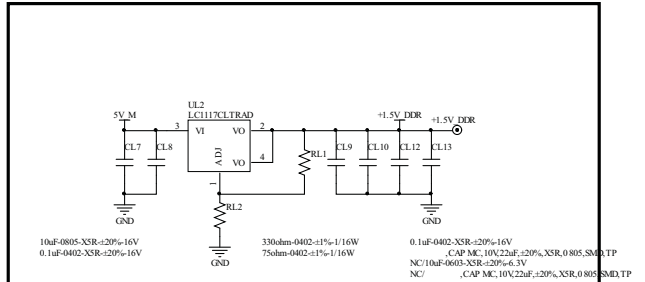 UL2
LC1117CLTRAD
5V_M
3
VI
VO
2
ADJ
VO
4
1
CL7
CL8
RL1
RL2
+1.5V_DDR
+1.5V_DDR
CL9
CL10
CL12
CL13
GND
GND
GND
10uF-0805-X5R-±20%-16V
0.1uF-0402-X5R-±20%-16V
330ohm-0402-±1%-1/16W
75ohm-0402-±1%-1/16W
0.1uF-0402-X5R-±20%-16V
,CAP MC,10V,22uF,±20%,X5R,0805,SMD,TP
NC/10uF-0603-X5R-±20%-6.3V
NC/ ,CAP MC,10V,22uF,±20%,X5R,0805,SMD,TP